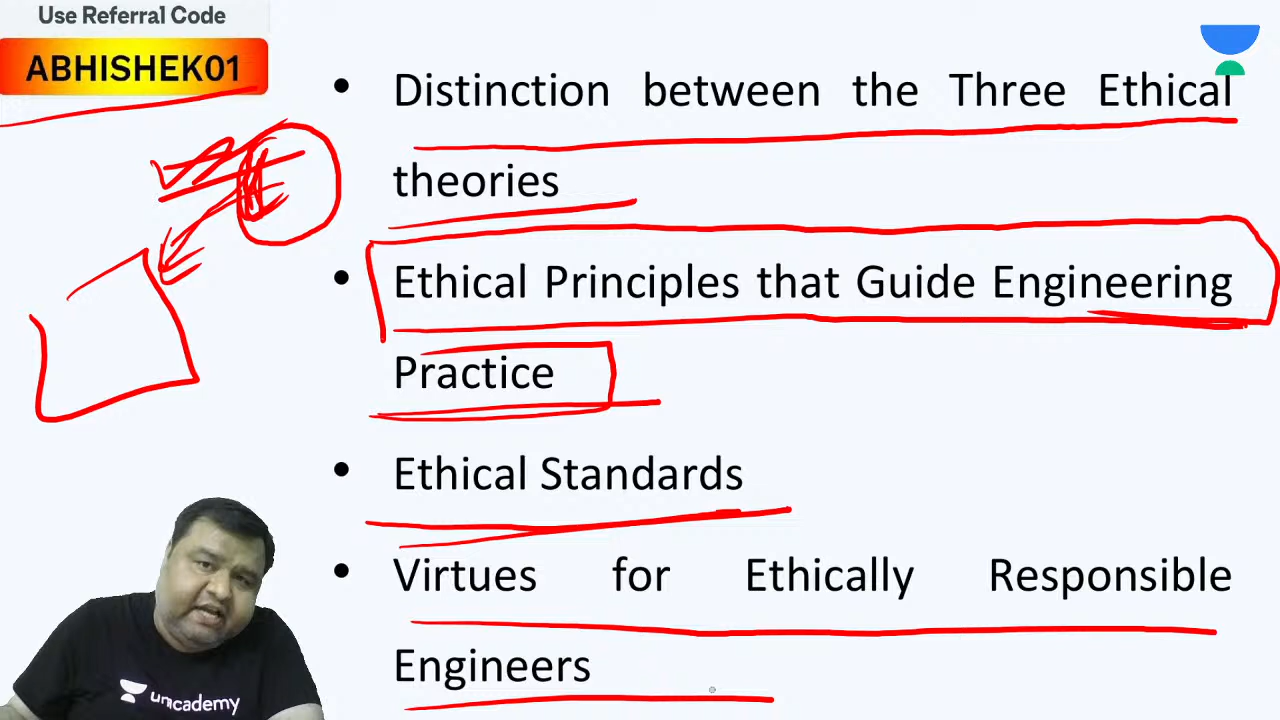 Use Referral Code
ABHISHEK01
• Distinction between the Three Ethical
theories
• Ethical Principles that Guide Engineering
Practice
• Ethical Standards
• Virtues for Ethically Responsible
Engineers
unacademy